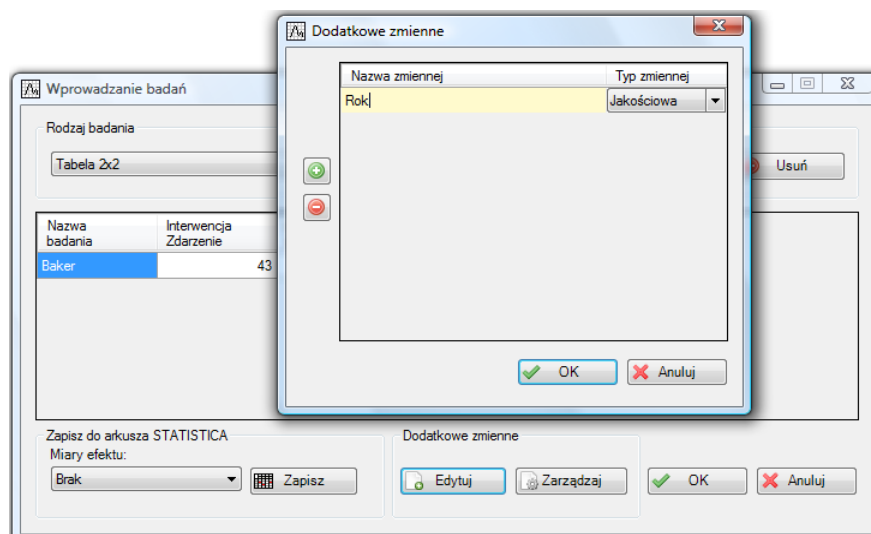 Dodatkowe zmienne
Nazwa zmiennej Typ zmiennej
Rok Jakościowa
OK Anuluj
Wprowadzanie badań
Rodzaj badania
Tabela 2x2 Usuń
Nazwa badania Interwencja Zdarzenie
Baker 43
Zapisz do arkusza STATISTICA
Miary efektu:
Brak Zapisz
Dodatkowe zmienne
Edytuj Zarządzaj OK Anuluj